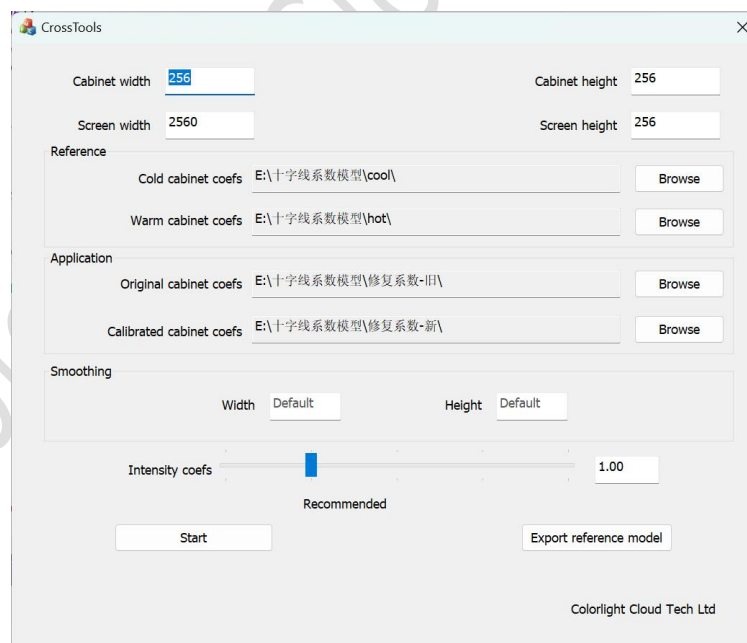 CrossTools
Cabinet width 256 Cabinet height 256
Screen width 2560 Screen height 256
Reference
Cold cabinet coefs E:\十字线系数模型\cool\ Browse
Warm cabinet coefs E:\十字线系数模型\hot\ Browse
Application
Original cabinet coefs E:\十字线系数模型\修复系数-旧\ Browse
Calibrated cabinet coefs E:\十字线系数模型\修复系数-新\ Browse
Smoothing
Width Default Height Default
Intensity coefs 1.00
Recommended
Start Export reference model
Colorlight Cloud Tech Ltd